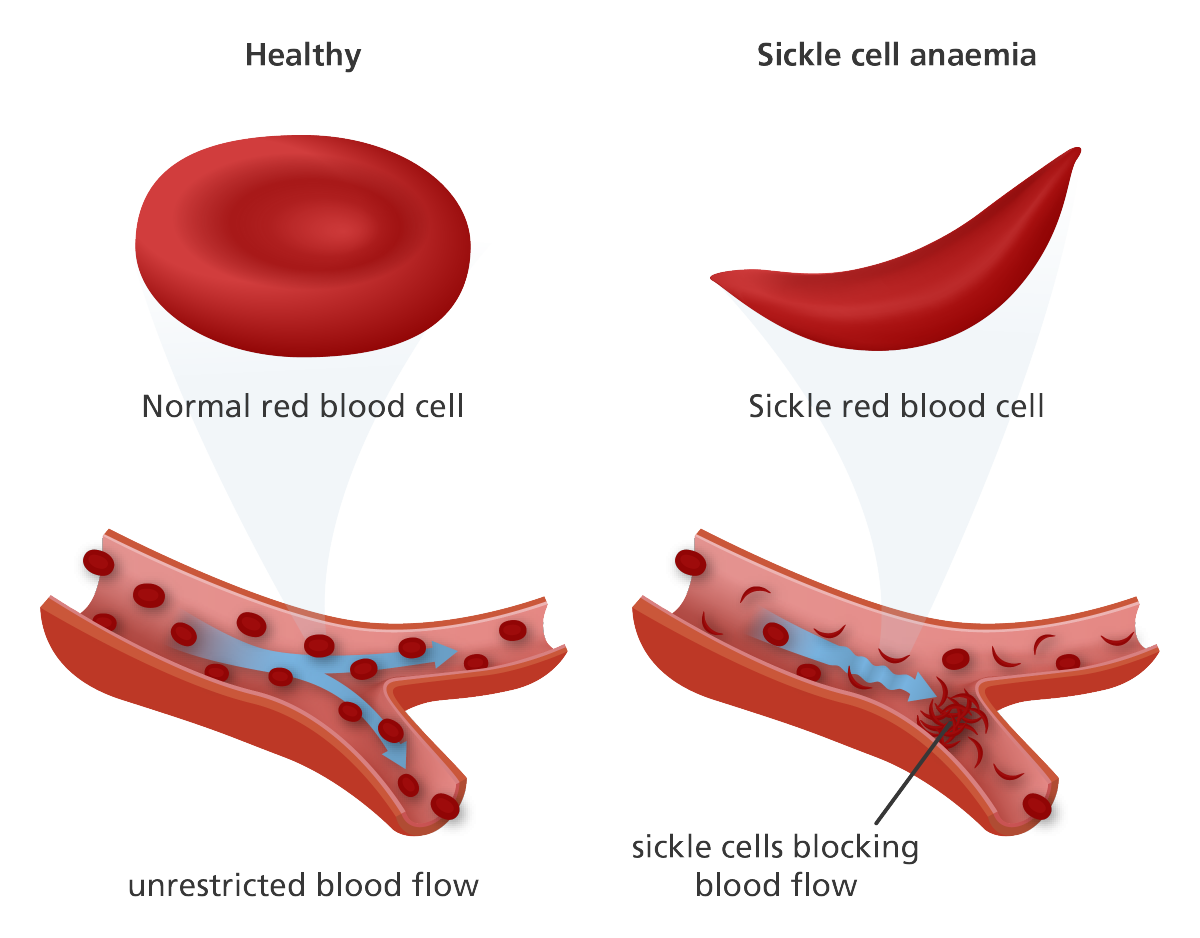 Healthy
Sickle cell anaemia
Normal red blood cell
Sickle red blood cell
unrestricted blood flow
sickle cells blocking
blood flow